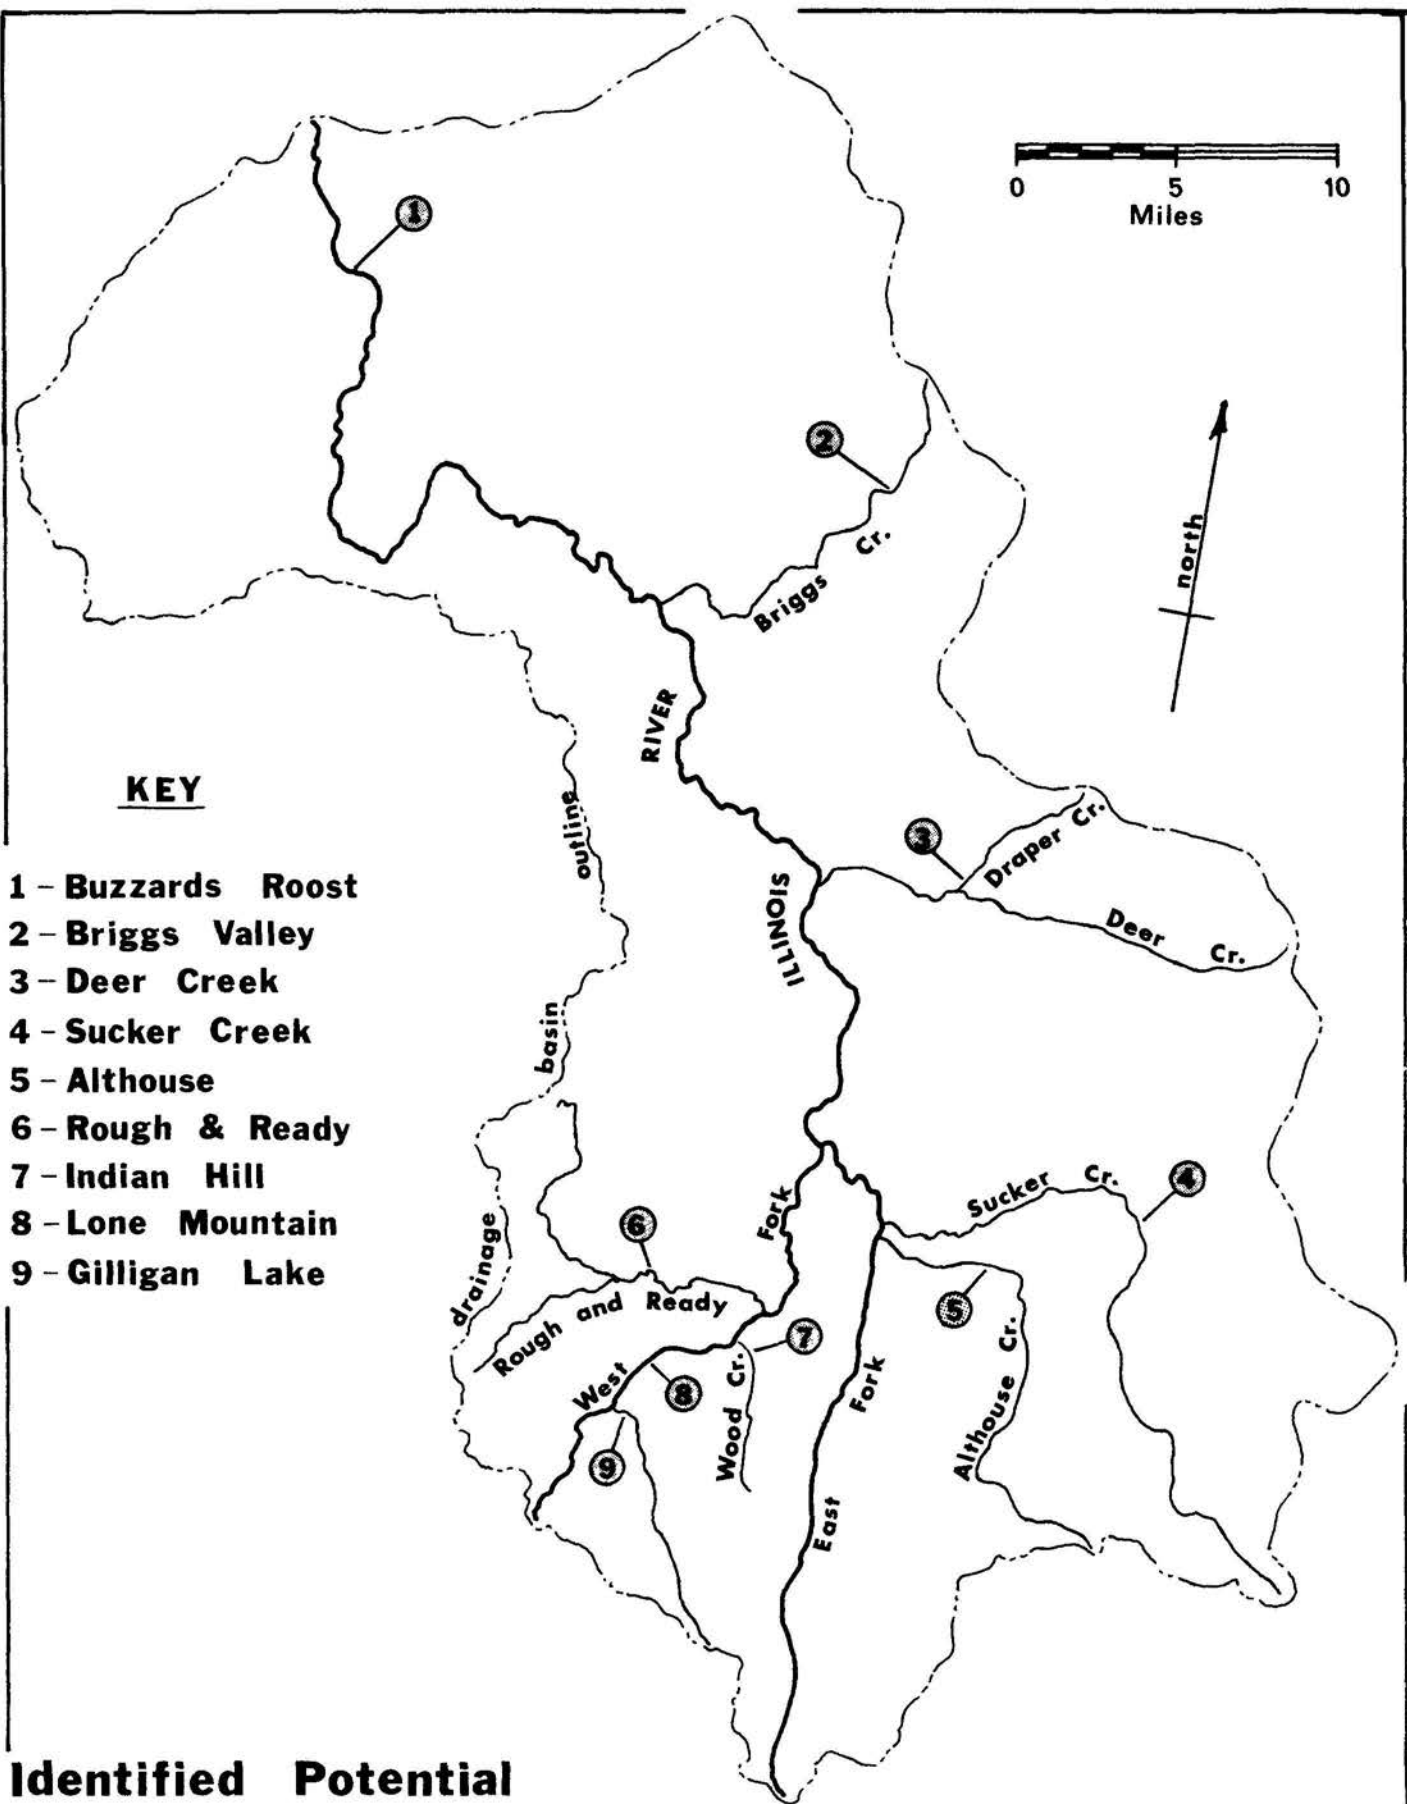 1
0 5 10
Miles
2
north
Briggs Cr.
RIVER
KEY
outline
3
Draper Cr.
1 - Buzzards Roost
ILLINOIS
2 - Briggs Valley
Deer Cr.
3 - Deer Creek
basin
4 - Sucker Creek
5 - Althouse
6 - Rough & Ready
7 - Indian Hill
8 - Lone Mountain
9 - Gilligan Lake
Sucker Cr.
4
Fork
6
drainage
Rough and Ready
5
7
West
8
Wood Cr.
Fork
Althouse Cr.
9
East
Identified Potential